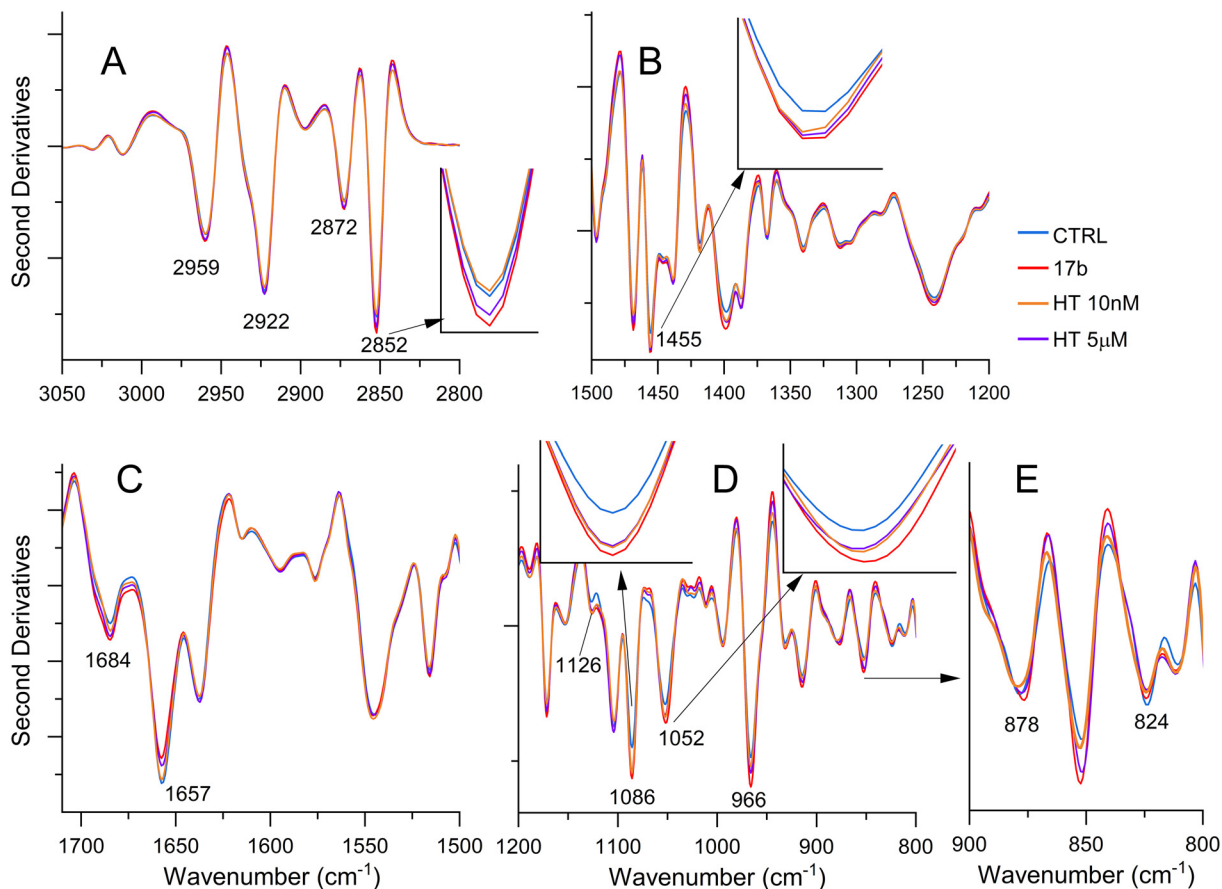 A
B
Second Derivatives
2959
2922
2872
2852
1455
CTRL
17b
HT 10nM
HT 5μM
3050 3000 2950 2900 2850 2800
1500 1450 1400 1350 1300 1250 1200
C
D
E
Second Derivatives
1684
1657
1126
1086
1052
966
878
824
1700 1650 1600 1550 1500
1200 1100 1000 900 800
900 850 800
Wavenumber (cm-1)
Wavenumber (cm-1)
Wavenumber (cm-1)